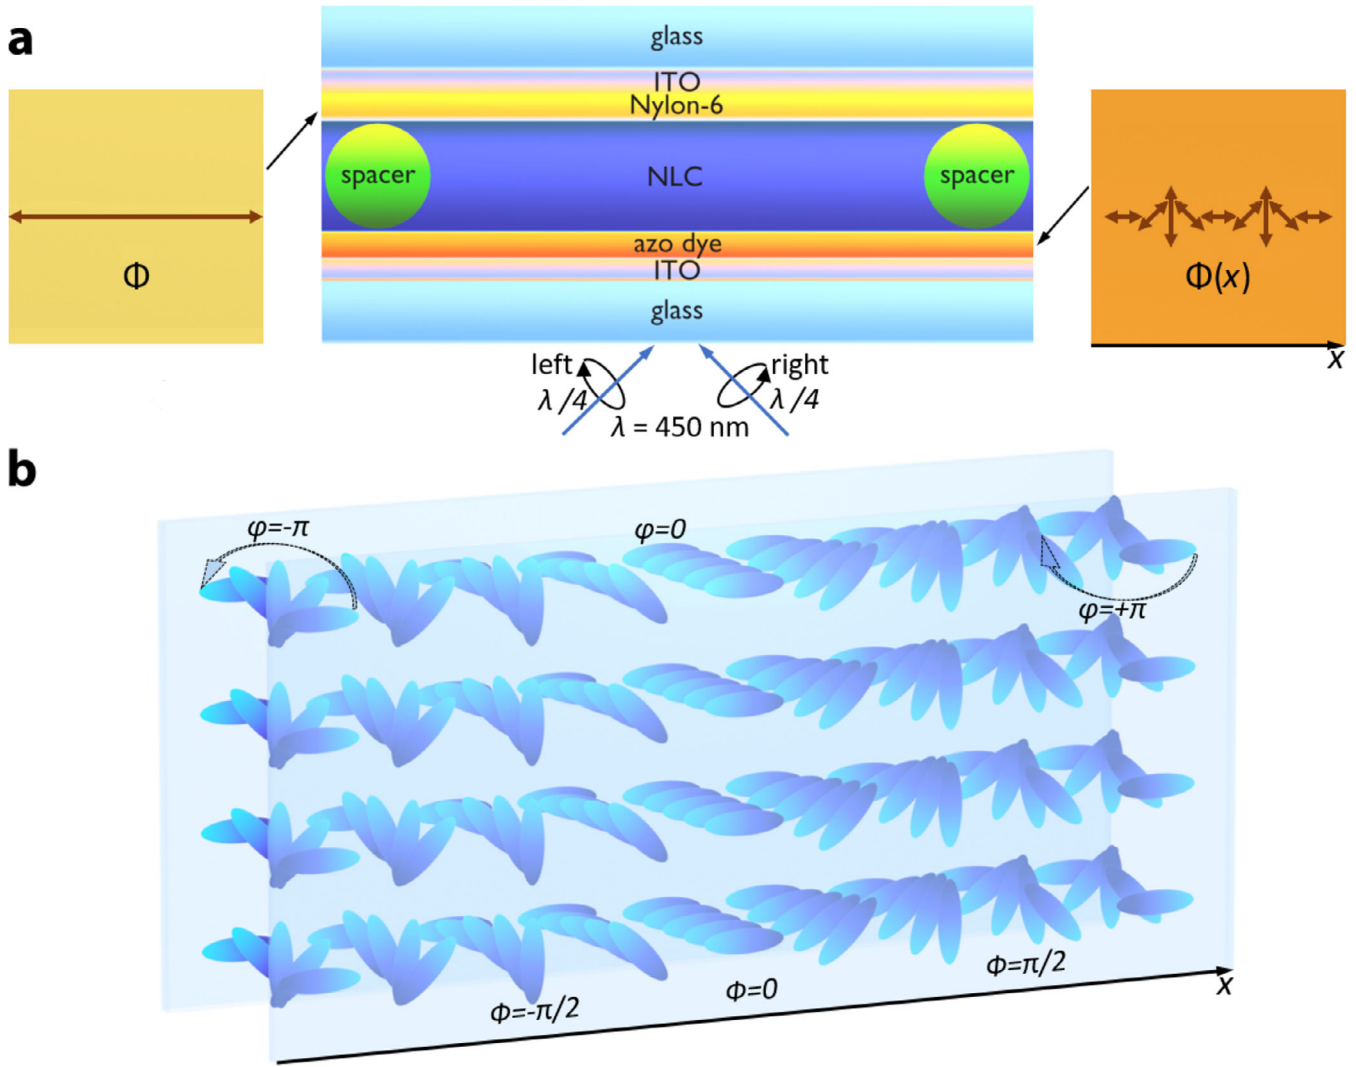 a
glass
ITO
Nylon-6
spacer
NLC
spacer
azo dye
ITO
glass
Φ
Φ(x)
x
left
λ/4
right
λ/4
λ = 450 nm
b
φ=-π
φ=0
φ=+π
Φ=-π/2
Φ=0
Φ=π/2
x